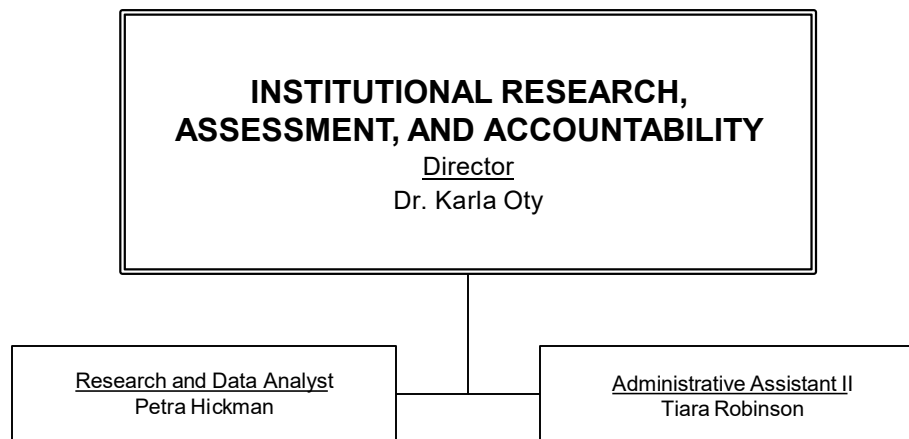 INSTITUTIONAL RESEARCH,
ASSESSMENT, AND ACCOUNTABILITY
Director
Dr. Karla Oty
Research and Data Analyst
Petra Hickman
Administrative Assistant II
Tiara Robinson